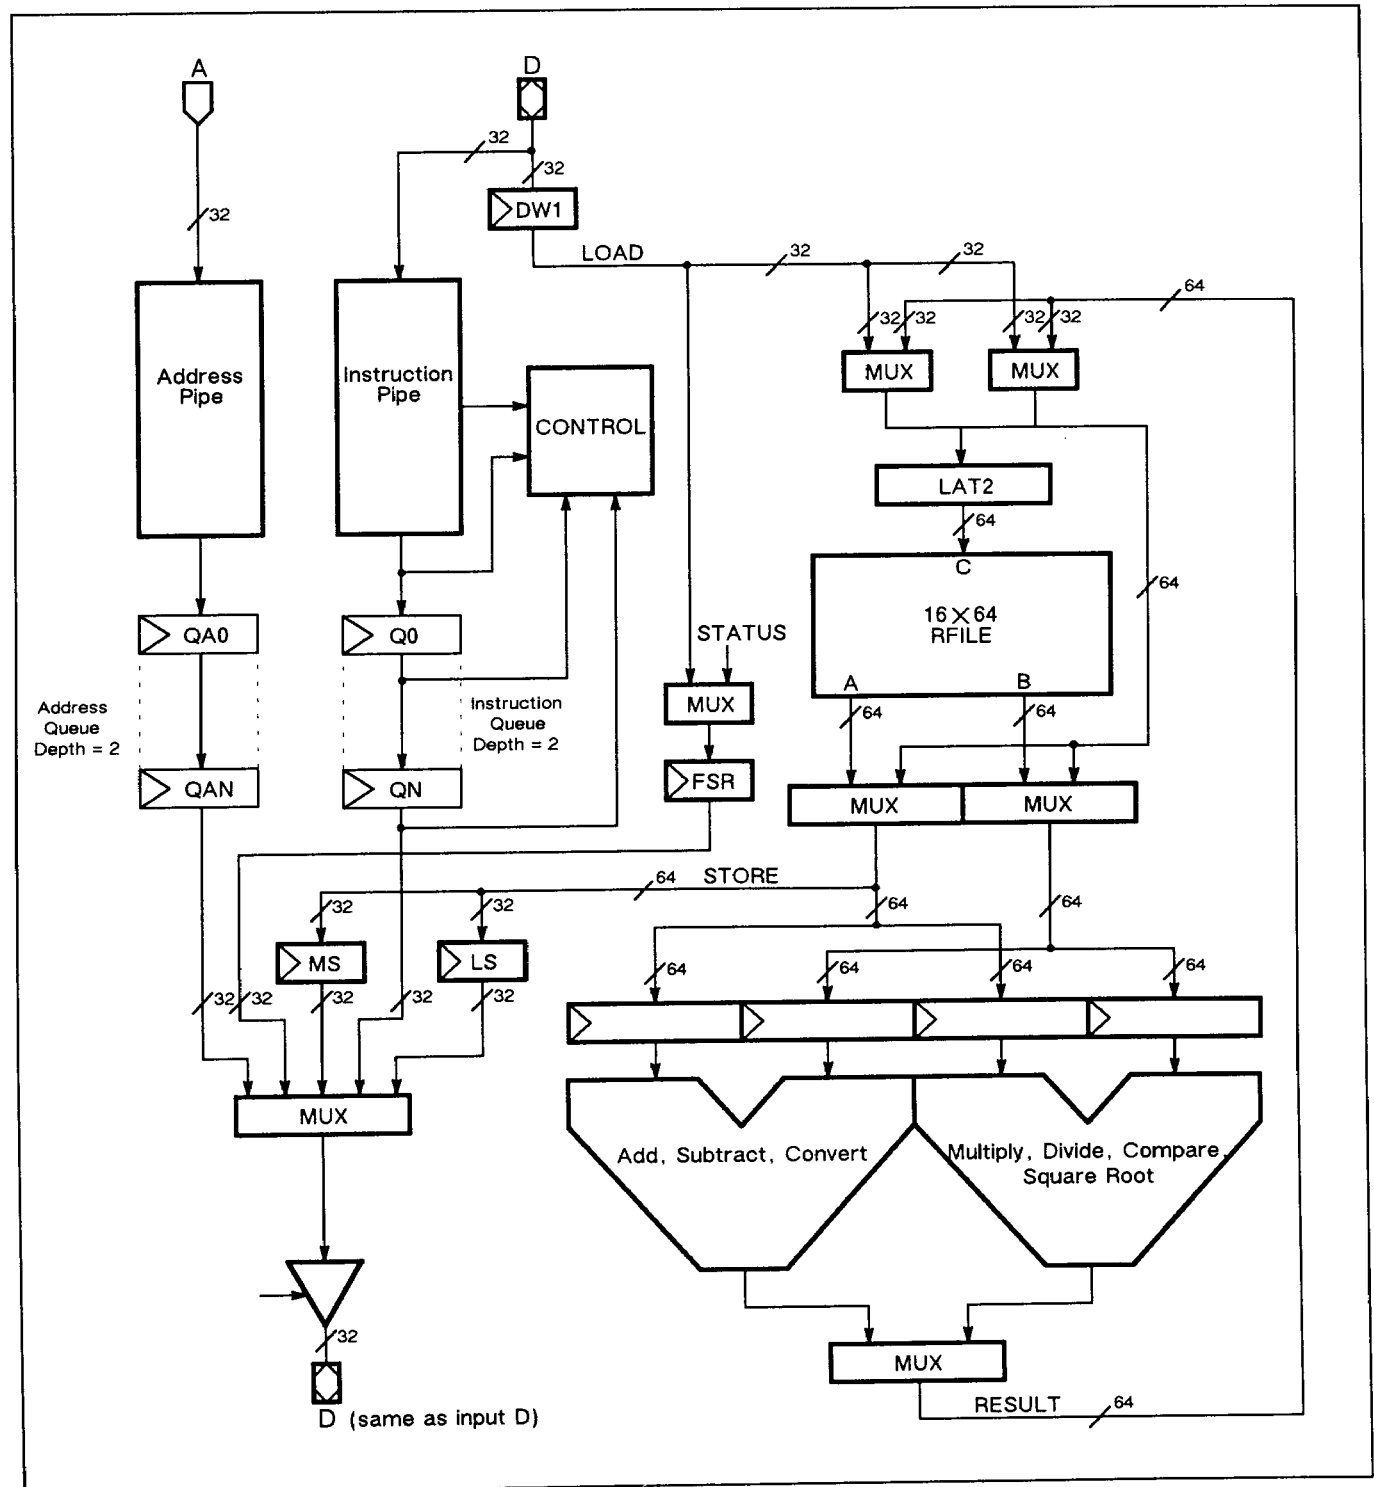 A
D
32
32
32
DW1
LOAD
32
32
64
32
32
32
32
MUX
MUX
Address
Pipe
Instruction
Pipe
CONTROL
LAT2
64
C
16 X 64
RFILE
64
A
B
64
64
QA0
Q0
STATUS
MUX
Address
Queue
Depth = 2
Instruction
Queue
Depth = 2
QAN
QN
FSR
MUX
MUX
64
STORE
64
64
32
32
MS
LS
64
64
64
64
32
32
32
32
32
MUX
Add, Subtract, Convert
Multiply, Divide, Compare,
Square Root
32
MUX
RESULT
64
D (same as input D)